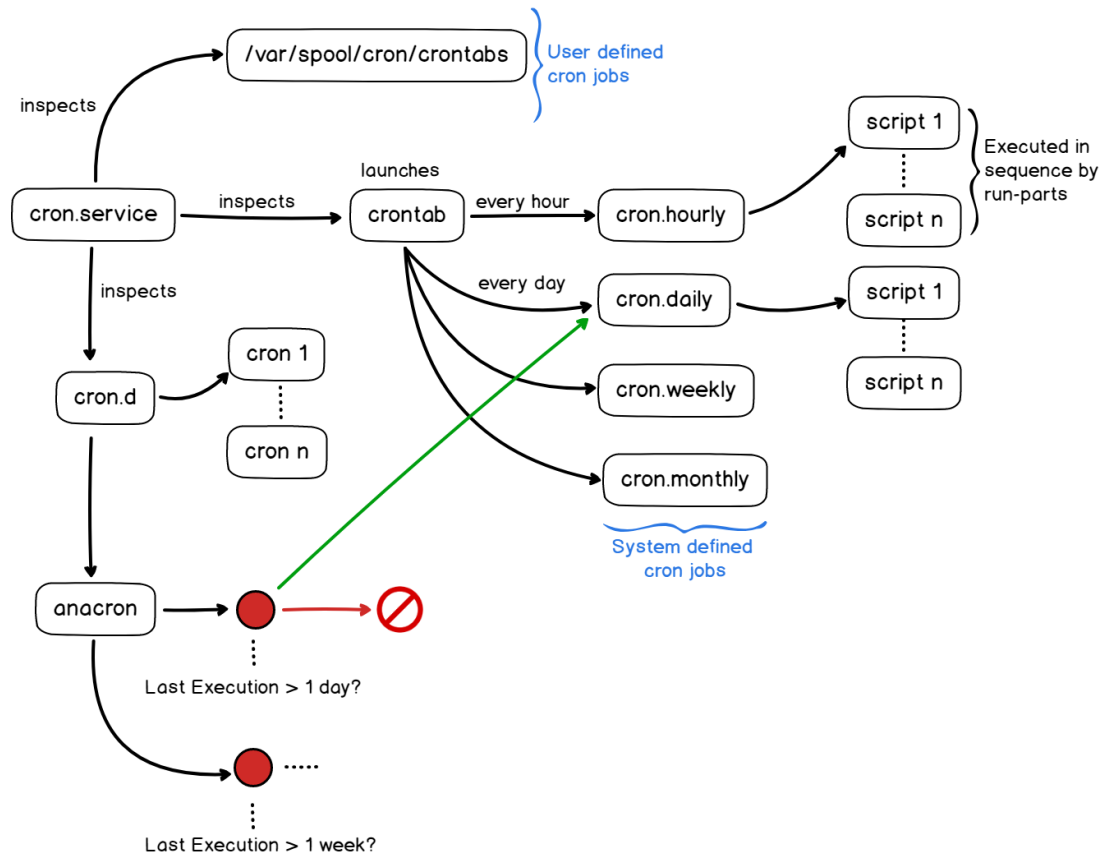 /var/spool/cron/crontabs
User defined
cron jobs
inspects
script 1
Executed in
sequence by
run-parts
launches
cron.service
inspects
crontab
every hour
cron.hourly
script n
inspects
every day
cron.daily
script 1
cron 1
script n
cron.d
cron.weekly
cron n
cron.monthly
System defined
cron jobs
anacron
Last Execution > 1 day?
Last Execution > 1 week?